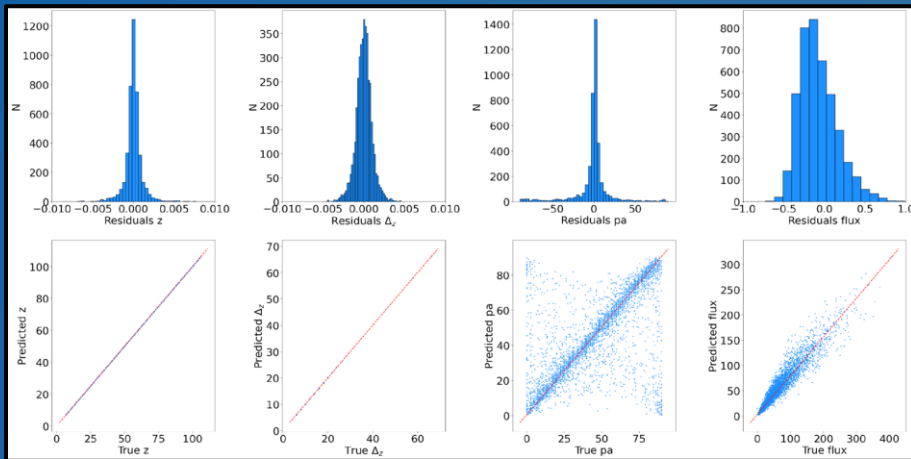 1200
1000
800
600
400
200
0
N
−0.010 −0.005 0.000 0.005 0.010
Residuals z
350
300
250
200
150
100
50
0
N
−0.010 −0.005 0.000 0.005 0.010
Residuals Δz
1400
1200
1000
800
600
400
200
0
N
−50 0 50
Residuals pa
800
700
600
500
400
300
200
100
0
N
−1.0 −0.5 0.0 0.5 1.0
Residuals flux
100
80
60
40
20
0
Predicted z
0 25 50 75 100
True z
70
60
50
40
30
20
10
0
Predicted Δz
0 20 40 60
True Δz
80
60
40
20
0
Predicted pa
0 25 50 75
True pa
300
250
200
150
100
50
0
Predicted flux
0 100 200 300 400
True flux